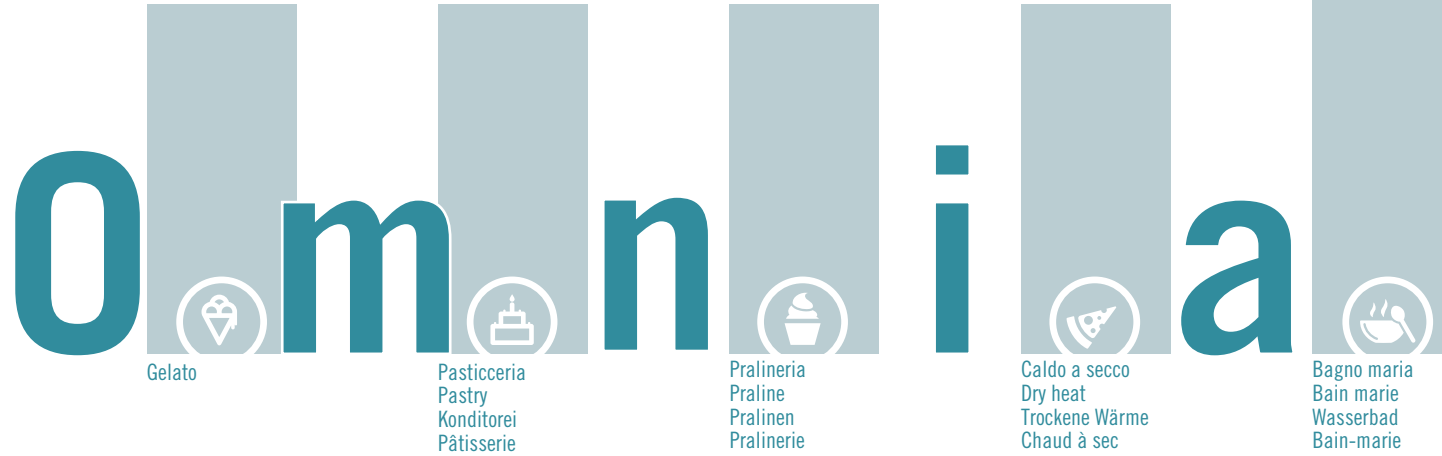 Omnia
Gelato
Pasticceria
Pastry
Konditorei
Pâtisserie
Pralineria
Praline
Pralinen
Pralinerie
Caldo a secco
Dry heat
Trockene Wärme
Chaud à sec
Bagno maria
Bain marie
Wasserbad
Bain-marie